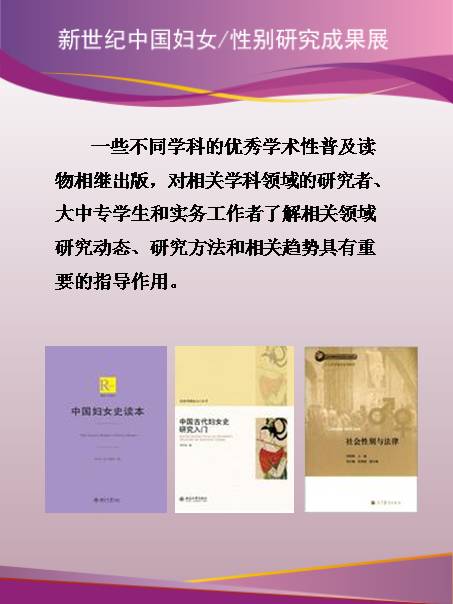 新世纪中国妇女/性别研究成果展
一些不同学科的优秀学术性普及读
物相继出版，对相关学科领域的研究者、
大中专学生和实务工作者了解相关领域
研究动态、研究方法和相关趋势具有重
要的指导作用。
R
中国妇女史读本
中国古代妇女史
研究入门
社会性别与法律